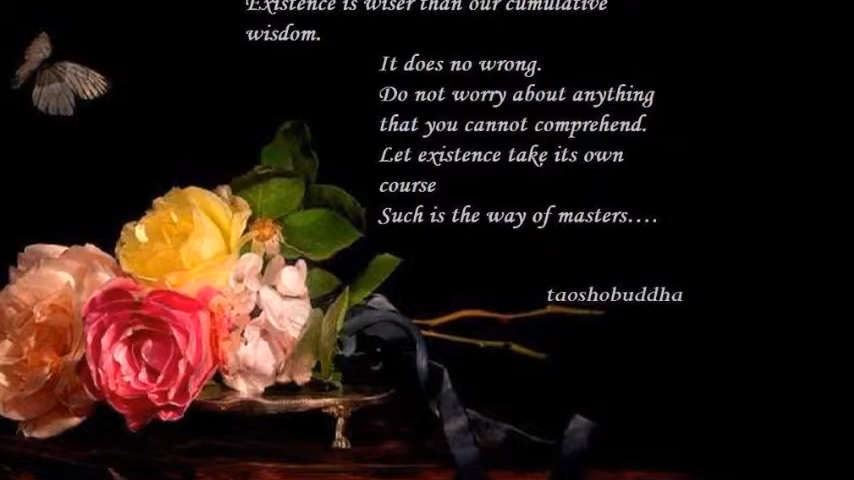 Existence is wiser than our cumulative
wisdom.
It does no wrong.
Do not worry about anything
that you cannot comprehend.
Let existence take its own
course
Such is the way of masters....
taoshobuddha